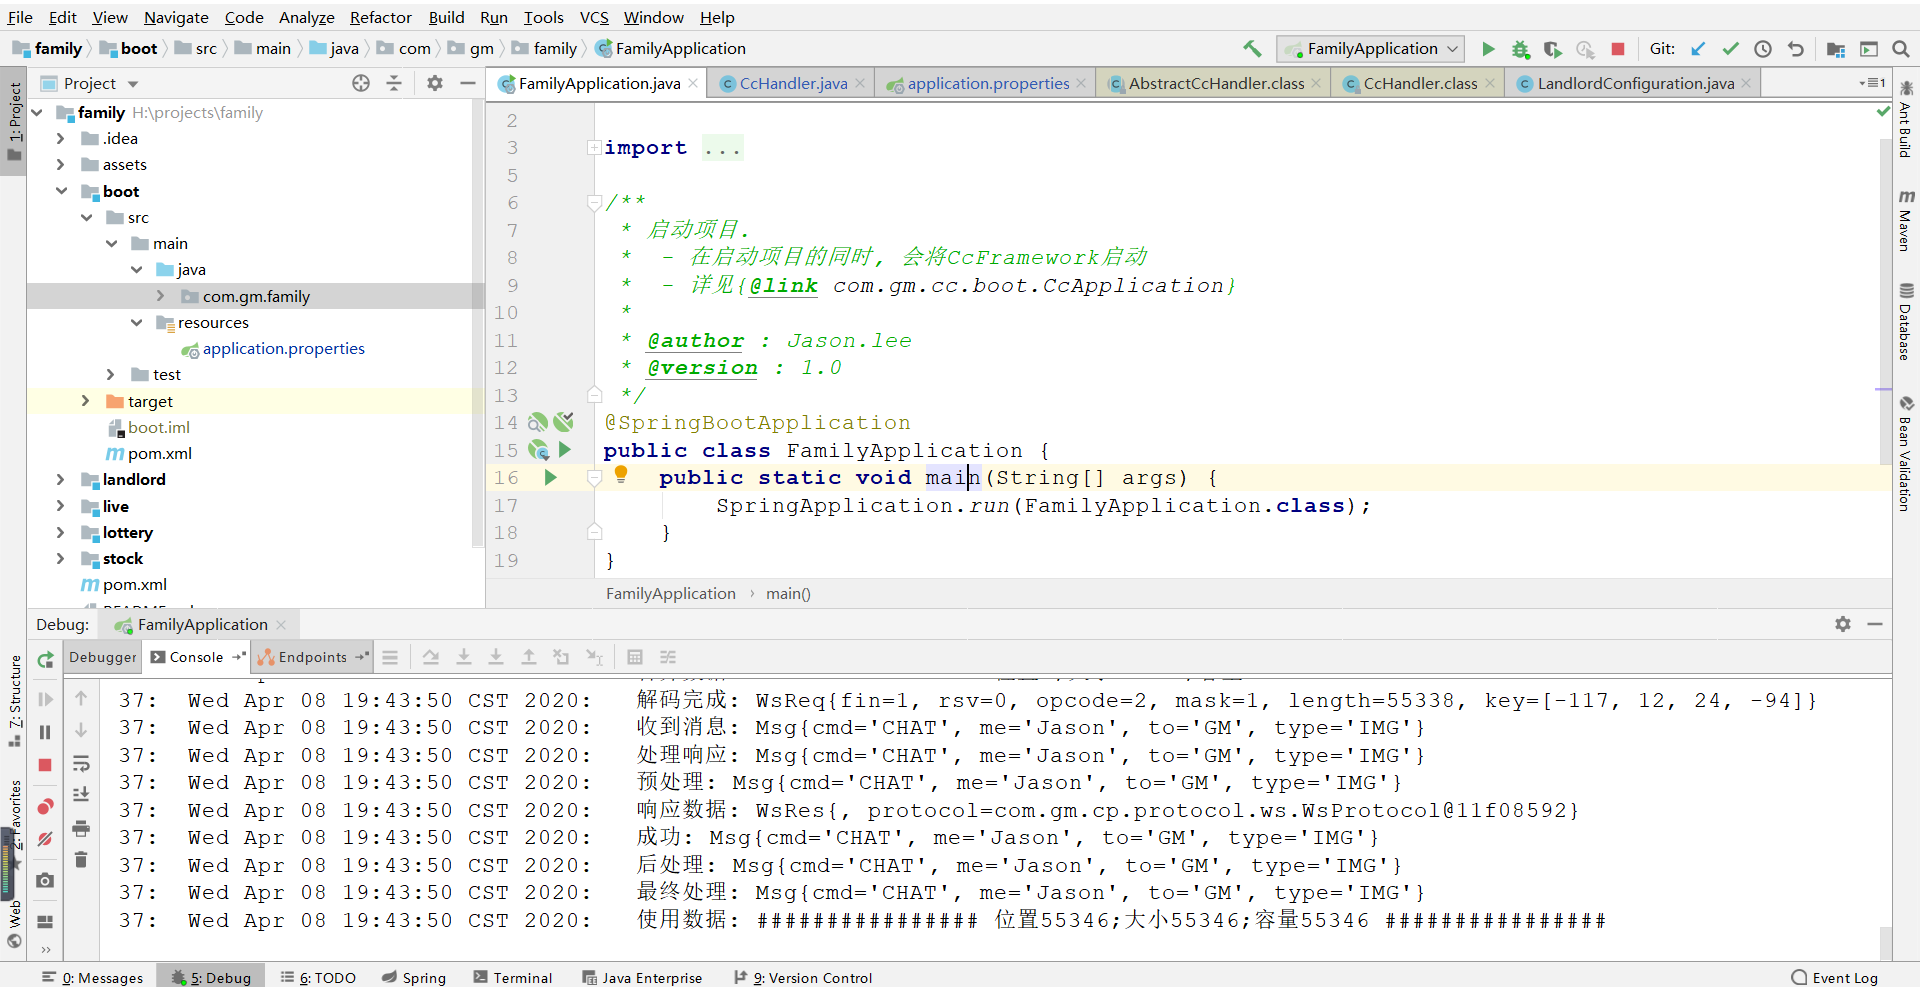 File Edit View Navigate Code Analyze Refactor Build Run Tools VCS Window Help
family boot src main java com gm family FamilyApplication
FamilyApplication Git:
Project
FamilyApplication.java CcHandler.java application.properties AbstractCcHandler.class CcHandler.class LandlordConfiguration.java 1
1: Project
7: Structure
2: Favorites
Web
family H:\projects\family
.idea
assets
boot
src
main
java
com.gm.family
resources
application.properties
test
target
boot.iml
pom.xml
landlord
live
lottery
stock
pom.xml
2
3 import ...
5
6 /**
7 * 启动项目.
8 * - 在启动项目的同时, 会将CcFramework启动
9 * - 详见{@link com.gm.cc.boot.CcApplication}
10 *
11 * @author : Jason.lee
12 * @version : 1.0
13 */
14 @SpringBootApplication
15 public class FamilyApplication {
16 public static void main(String[] args) {
17 SpringApplication.run(FamilyApplication.class);
18 }
19 }
FamilyApplication › main()
Ant Build
Maven
Database
Bean Validation
Debug: FamilyApplication
Debugger Console Endpoints
37: Wed Apr 08 19:43:50 CST 2020: 解码完成: WsReq{fin=1, rsv=0, opcode=2, mask=1, length=55338, key=[-117, 12, 24, -94]}
37: Wed Apr 08 19:43:50 CST 2020: 收到消息: Msg{cmd='CHAT', me='Jason', to='GM', type='IMG'}
37: Wed Apr 08 19:43:50 CST 2020: 处理响应: Msg{cmd='CHAT', me='Jason', to='GM', type='IMG'}
37: Wed Apr 08 19:43:50 CST 2020: 预处理: Msg{cmd='CHAT', me='Jason', to='GM', type='IMG'}
37: Wed Apr 08 19:43:50 CST 2020: 响应数据: WsRes{, protocol=com.gm.cp.protocol.ws.WsProtocol@11f08592}
37: Wed Apr 08 19:43:50 CST 2020: 成功: Msg{cmd='CHAT', me='Jason', to='GM', type='IMG'}
37: Wed Apr 08 19:43:50 CST 2020: 后处理: Msg{cmd='CHAT', me='Jason', to='GM', type='IMG'}
37: Wed Apr 08 19:43:50 CST 2020: 最终处理: Msg{cmd='CHAT', me='Jason', to='GM', type='IMG'}
37: Wed Apr 08 19:43:50 CST 2020: 使用数据: ################ 位置55346;大小55346;容量55346 ################
0: Messages 5: Debug 6: TODO Spring Terminal Java Enterprise 9: Version Control Event Log